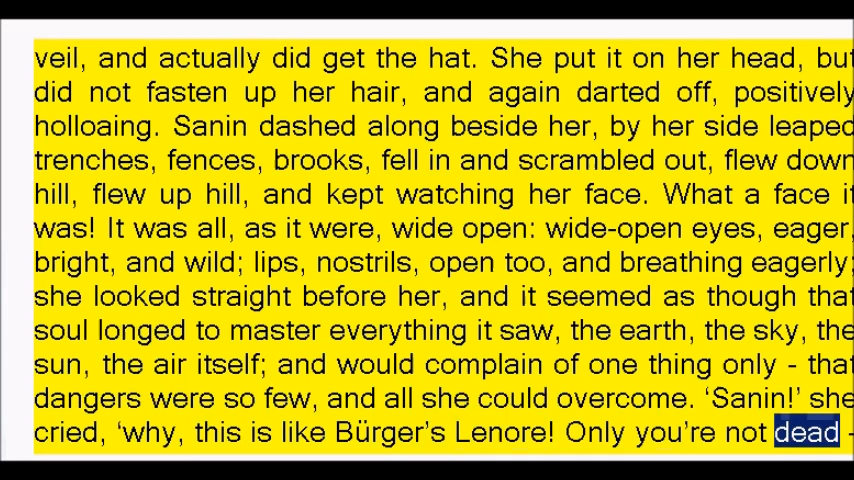 veil, and actually did get the hat. She put it on her head, but
did not fasten up her hair, and again darted off, positively
holloaing. Sanin dashed along beside her, by her side leaped
trenches, fences, brooks, fell in and scrambled out, flew down
hill, flew up hill, and kept watching her face. What a face it
was! It was all, as it were, wide open: wide-open eyes, eager,
bright, and wild; lips, nostrils, open too, and breathing eagerly;
she looked straight before her, and it seemed as though that
soul longed to master everything it saw, the earth, the sky, the
sun, the air itself; and would complain of one thing only - that
dangers were so few, and all she could overcome. ‘Sanin!’ she
cried, ‘why, this is like Bürger’s Lenore! Only you’re not dead -